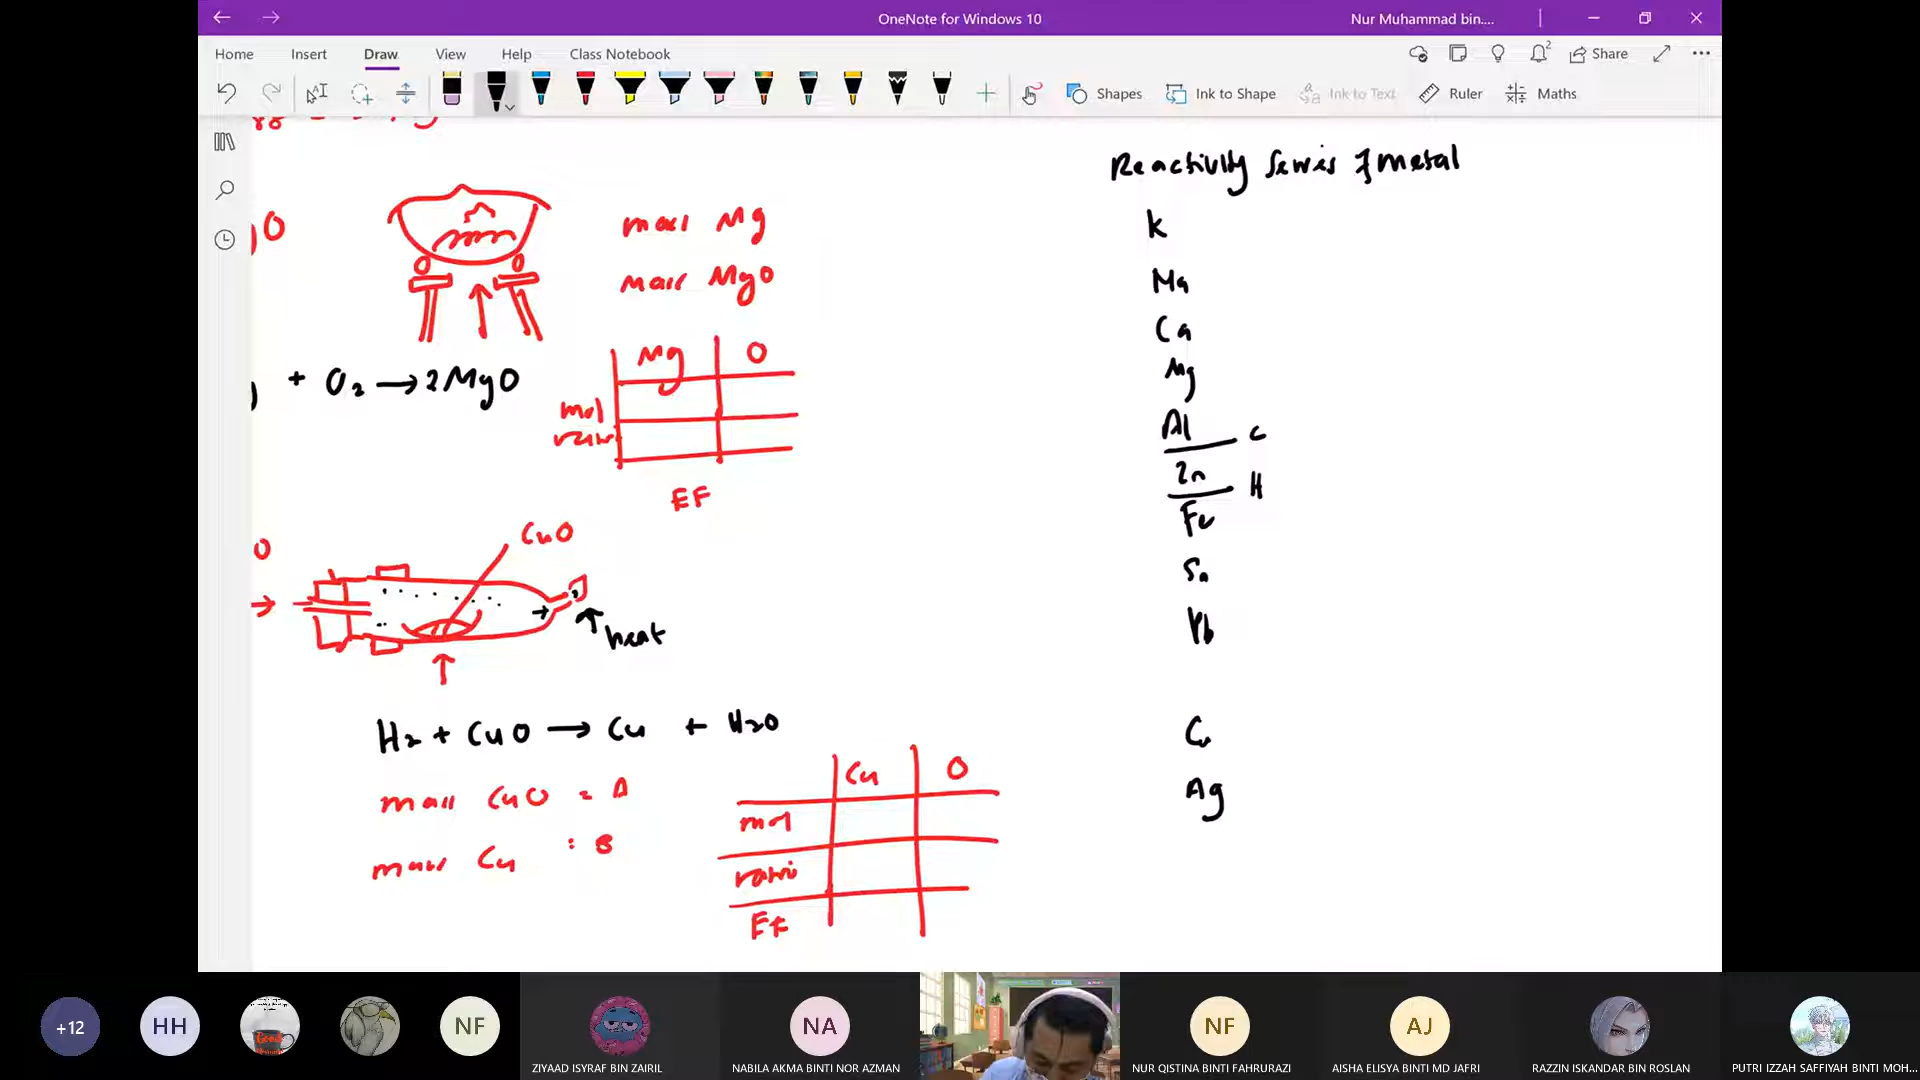 OneNote for Windows 10
Nur Muhammad bin....
Home Insert Draw View Help Class Notebook
2
Share
Shapes
Ink to Shape
Ink to Text
Ruler
Maths
Reactivity Series of metal
O
mass Mg
mass MgO
K
Na
Ca
Mg
Al
C
Zn
H
Fe
Sn
Pb
Cu
Ag
+ O2 → 2MgO
Mg O
mol
ratio
EF
CuO
O
heat
H2 + CuO → Cu + H2O
mass CuO = A
mass Cu : B
Cu O
mol
ratio
EF
+12
HH
Good
NF
ZIYAAD ISYRAF BIN ZAIRIL
NA
NABILA AKMA BINTI NOR AZMAN
NF
NUR QISTINA BINTI FAHRURAZI
AJ
AISHA ELISYA BINTI MD JAFRI
RAZZIN ISKANDAR BIN ROSLAN
PUTRI IZZAH SAFFIYAH BINTI MOH...